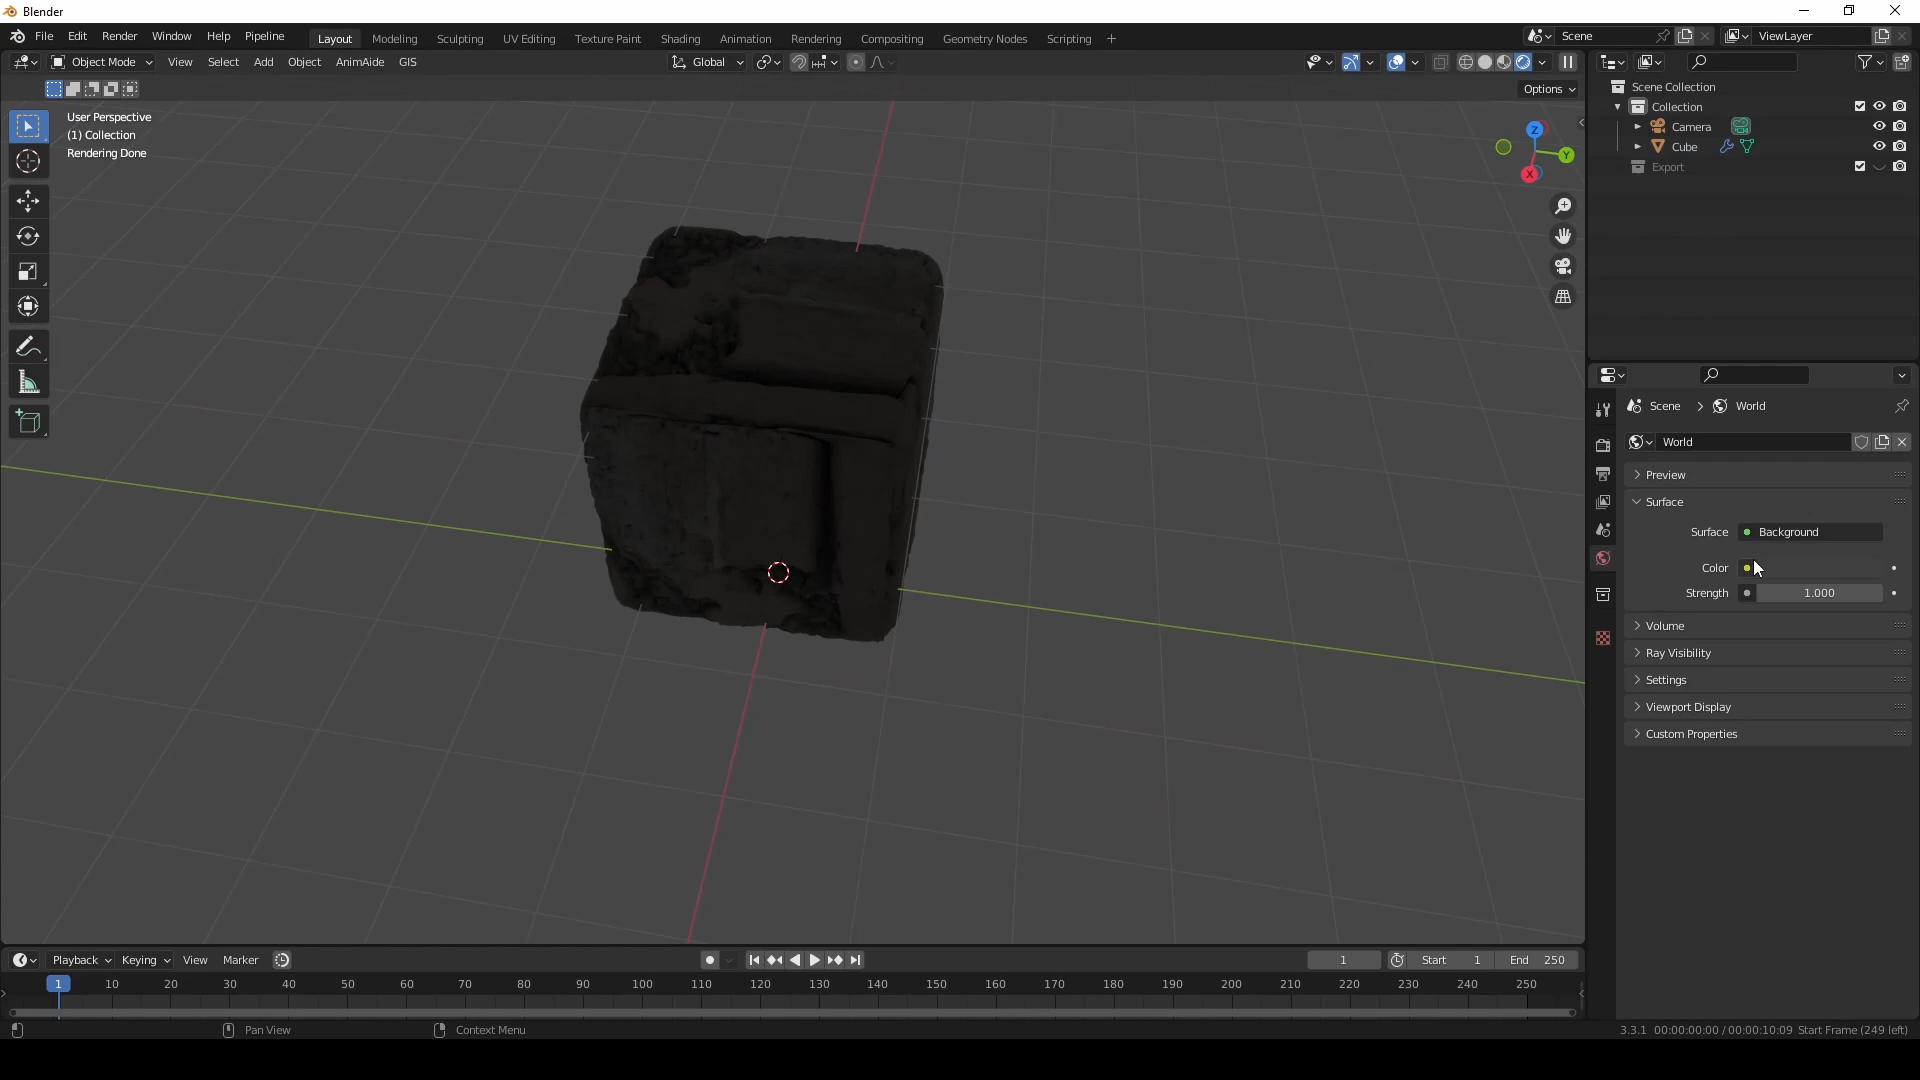 Blender
File Edit Render Window Help Pipeline Layout Modeling Sculpting UV Editing Texture Paint Shading Animation Rendering Compositing Geometry Nodes Scripting + Scene ViewLayer
Object Mode View Select Add Object AnimAide GIS Global
Options
User Perspective
(1) Collection
Rendering Done
Z
Y
X
Scene Collection
Collection
Camera
Cube
Export
Scene > World
World
Preview
Surface
Surface Background
Color
Strength 1.000
Volume
Ray Visibility
Settings
Viewport Display
Custom Properties
Playback Keying View Marker 1 Start 1 End 250
1 10 20 30 40 50 60 70 80 90 100 110 120 130 140 150 160 170 180 190 200 210 220 230 240 250
Pan View Context Menu 3.3.1 00:00:00:00 / 00:00:10:09 Start Frame (249 left)